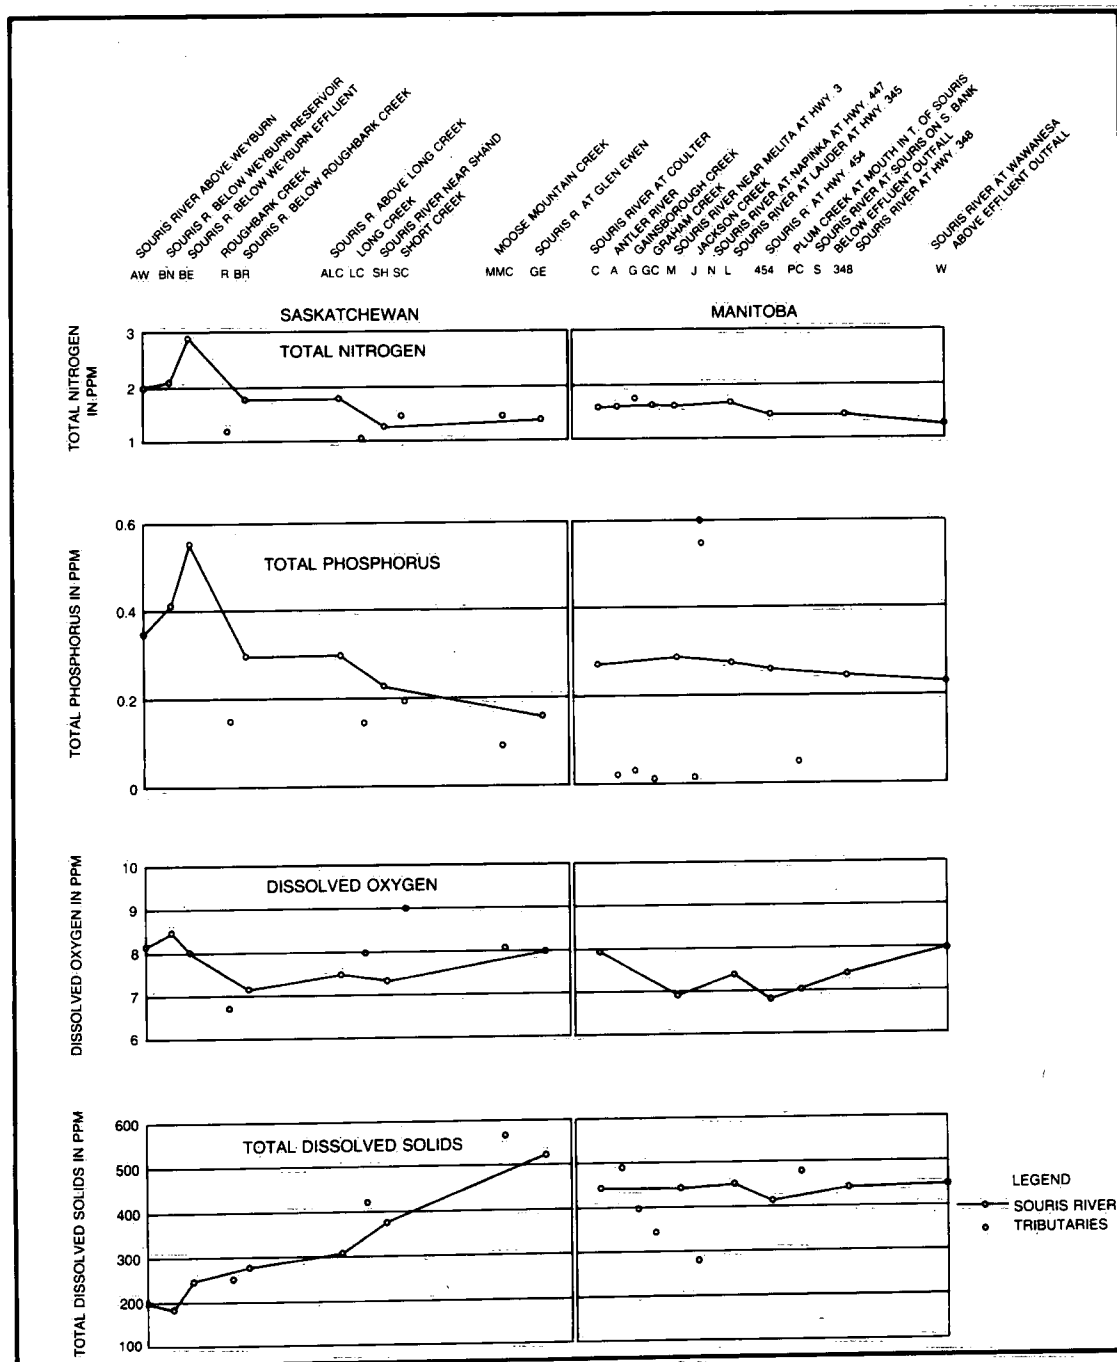 SOURIS RIVER ABOVE WEYBURN
SOURIS R. BELOW WEYBURN RESERVOIR
SOURIS R. BELOW WEYBURN EFFLUENT
ROUGHBARK CREEK
SOURIS R. BELOW ROUGHBARK CREEK
SOURIS R. ABOVE LONG CREEK
LONG CREEK
SOURIS RIVER NEAR SHAND
SHORT CREEK
MOOSE MOUNTAIN CREEK
SOURIS R. AT GLEN EWEN
SOURIS RIVER AT COULTER
ANTLER RIVER
GAINSBOROUGH CREEK
GRAHAM CREEK
SOURIS RIVER NEAR MELITA AT HWY. 3
JACKSON CREEK
SOURIS RIVER AT NAPINKA AT HWY. 447
SOURIS RIVER AT LAUDER AT HWY. 345
SOURIS R. AT HWY. 454
PLUM CREEK AT MOUTH IN T. OF SOURIS
SOURIS RIVER AT SOURIS ON S. BANK
BELOW EFFLUENT OUTFALL
SOURIS RIVER AT HWY. 348
SOURIS RIVER AT WAWANESA
ABOVE EFFLUENT OUTFALL
AW BN BE R BR ALC LC SH SC MMC GE C A G GC M J N L 454 PC S 348 W
SASKATCHEWAN
MANITOBA
TOTAL NITROGEN
IN PPM
3
2
1
TOTAL NITROGEN
TOTAL PHOSPHORUS IN PPM
0.6
0.4
0.2
0
TOTAL PHOSPHORUS
DISSOLVED OXYGEN IN PPM
10
9
8
7
6
DISSOLVED OXYGEN
TOTAL DISSOLVED SOLIDS IN PPM
600
500
400
300
200
100
TOTAL DISSOLVED SOLIDS
LEGEND
SOURIS RIVER
TRIBUTARIES